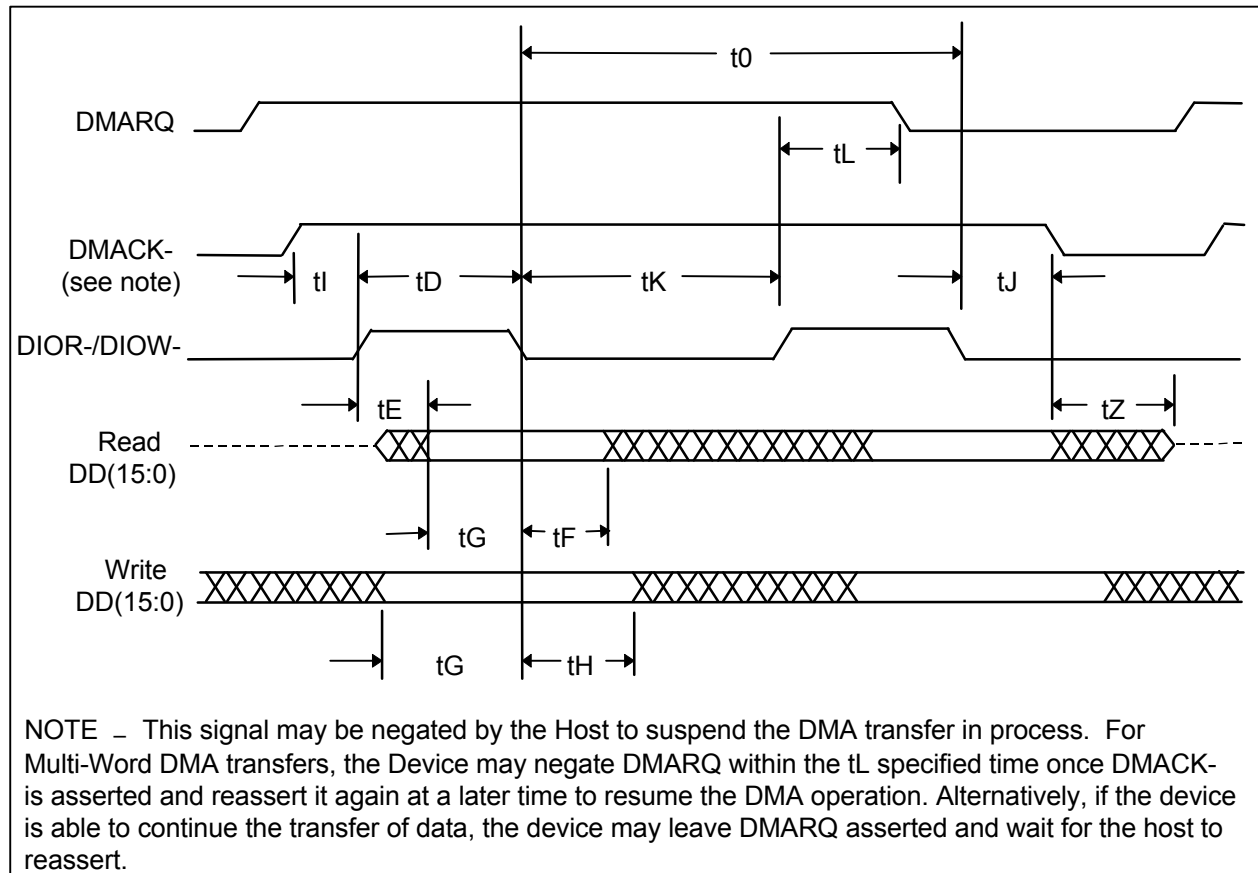 t0
DMARQ
tL
DMACK-
(see note)
tI
tD
tK
tJ
DIOR-/DIOW-
tE
tZ
Read
DD(15:0)
tG
tF
Write
DD(15:0)
tG
tH
NOTE – This signal may be negated by the Host to suspend the DMA transfer in process. For
Multi-Word DMA transfers, the Device may negate DMARQ within the tL specified time once DMACK-
is asserted and reassert it again at a later time to resume the DMA operation. Alternatively, if the device
is able to continue the transfer of data, the device may leave DMARQ asserted and wait for the host to
reassert.